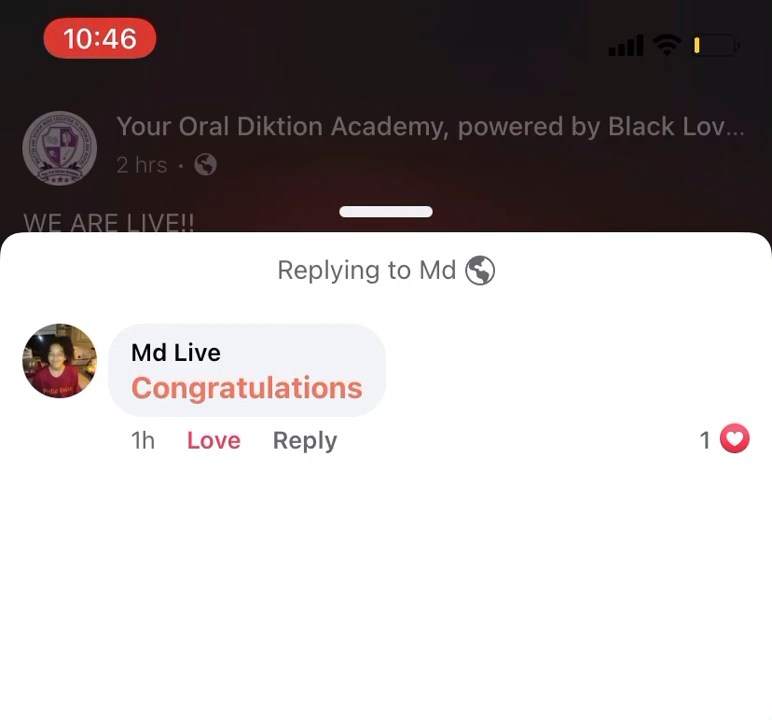 10:46
Your Oral Diktion Academy, powered by Black Lov...
2 hrs ·
WE ARE LIVE!!
Replying to Md
Md Live
Congratulations
1h Love Reply 1